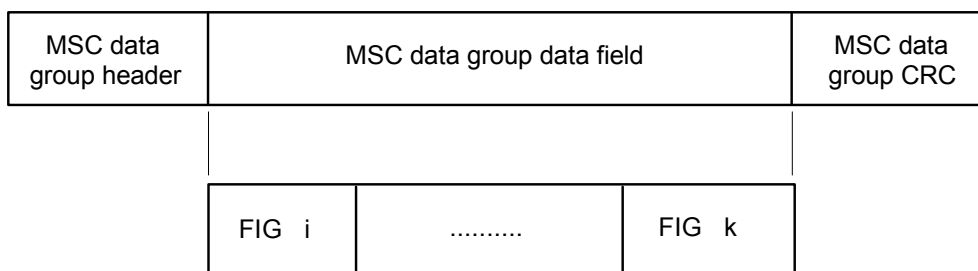 MSC data
group header
MSC data group data field
MSC data
group CRC
FIG i
..........
FIG k